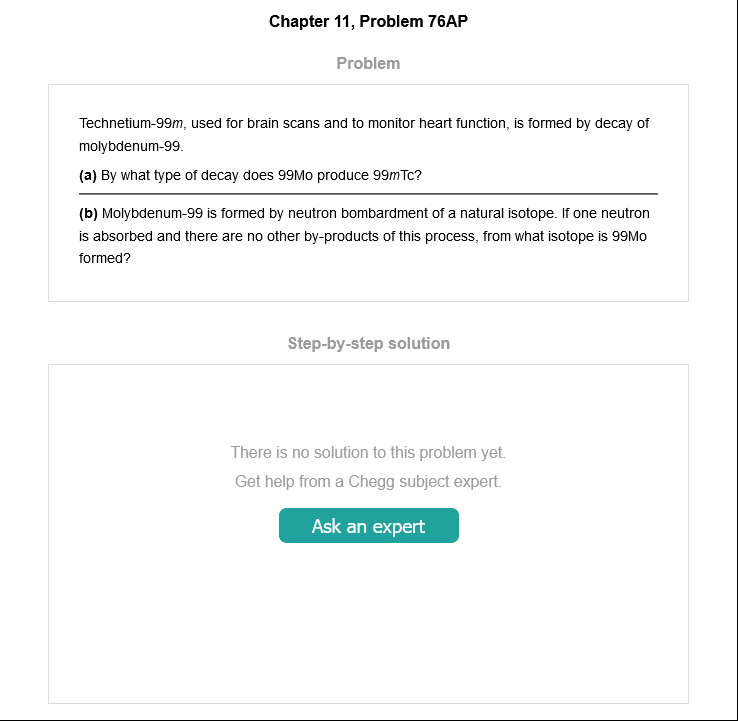 Chapter 11, Problem 76AP
Problem
Technetium-99m, used for brain scans and to monitor heart function, is formed by decay of
molybdenum-99.
(a) By what type of decay does 99Mo produce 99mTc?
(b) Molybdenum-99 is formed by neutron bombardment of a natural isotope. If one neutron
is absorbed and there are no other by-products of this process, from what isotope is 99Mo
formed?
Step-by-step solution
There is no solution to this problem yet.
Get help from a Chegg subject expert.
Ask an expert